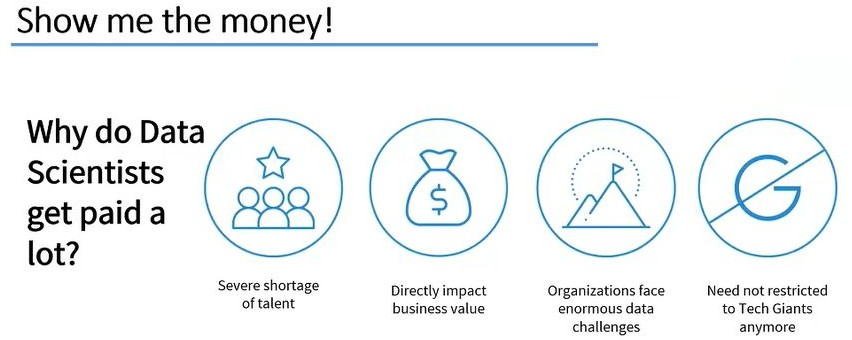 Show me the money!
Why do Data
Scientists
get paid a
lot?
$
G
Severe shortage
of talent
Directly impact
business value
Organizations face
enormous data
challenges
Need not restricted
to Tech Giants
anymore